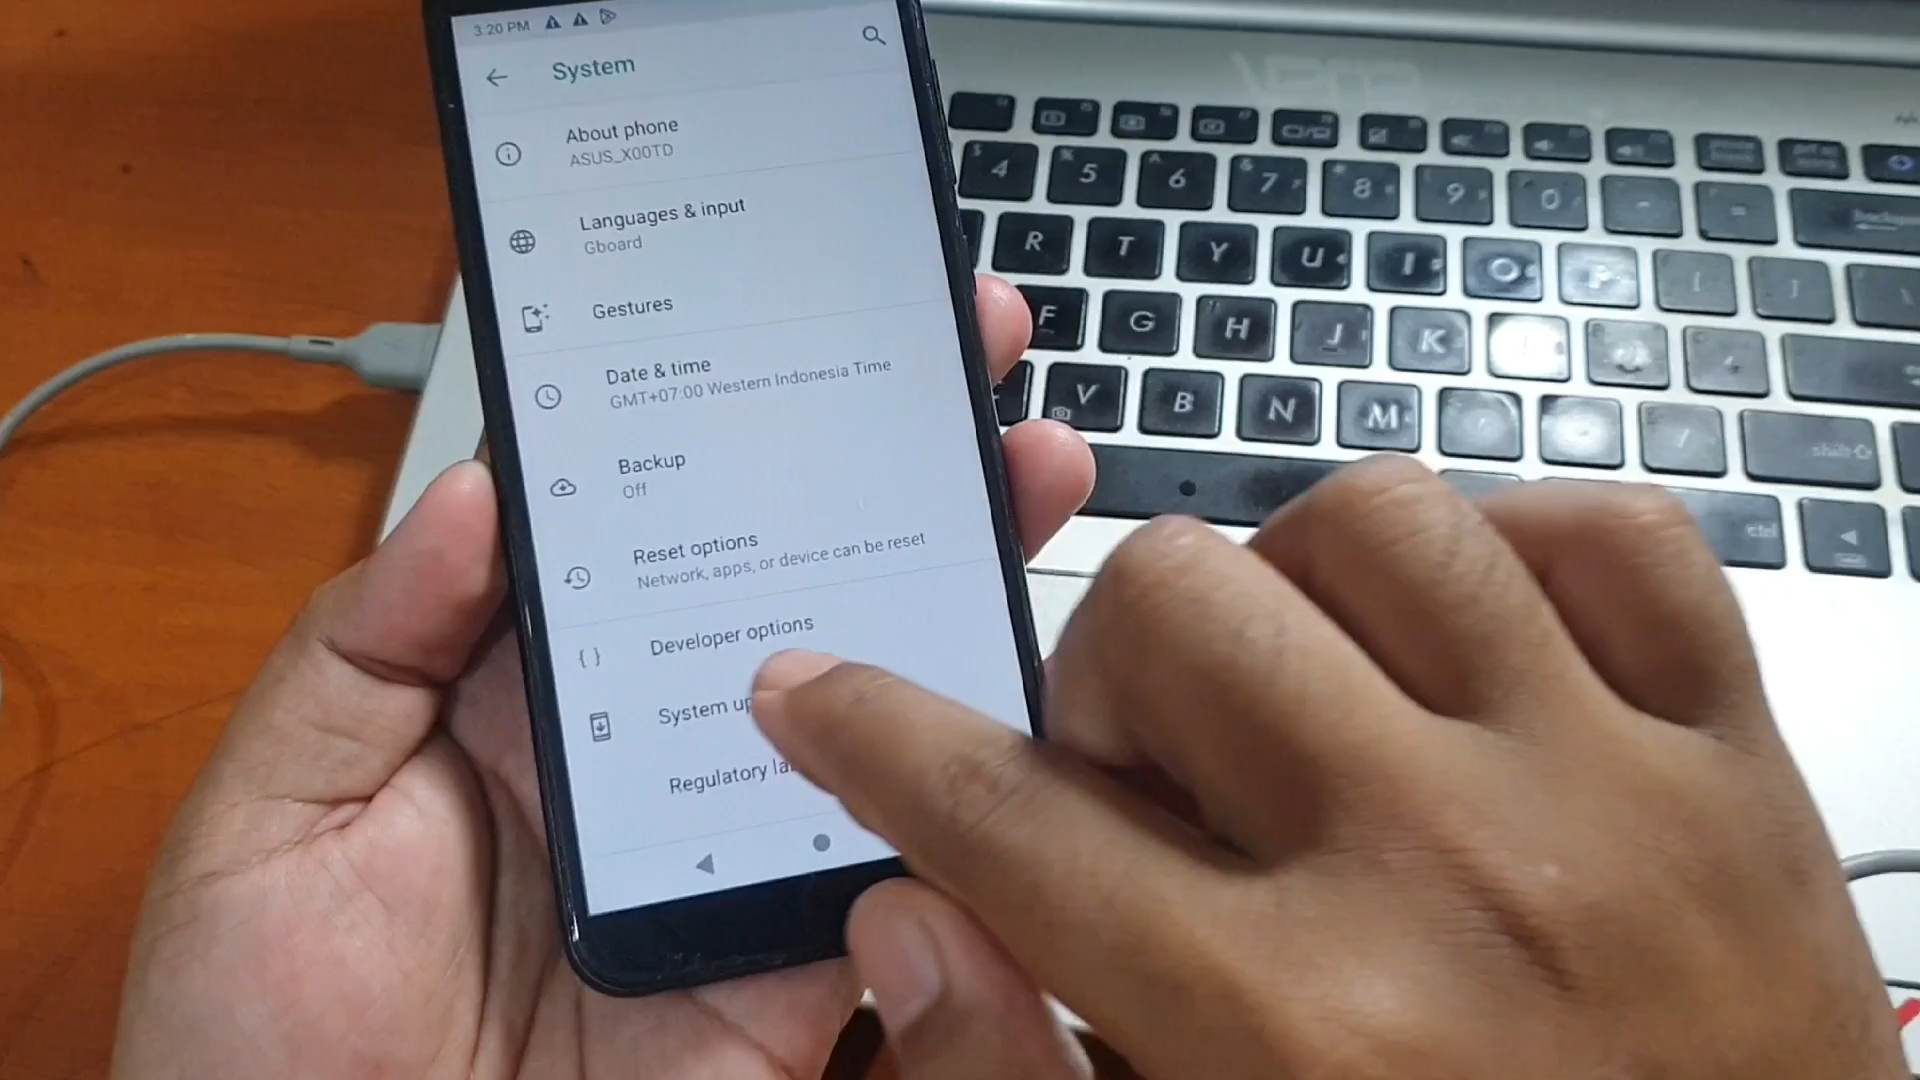 3:20 PM
System
About phone
ASUS_X00TD
Languages & input
Gboard
Gestures
Date & time
GMT+07:00 Western Indonesia Time
Backup
Off
Reset options
Network, apps, or device can be reset
Developer options
System up
Regulatory la
4 5 6 7 8 9 0 - =
R T Y U I O P [ ]
F G H J K
V B N M
shift
ctrl